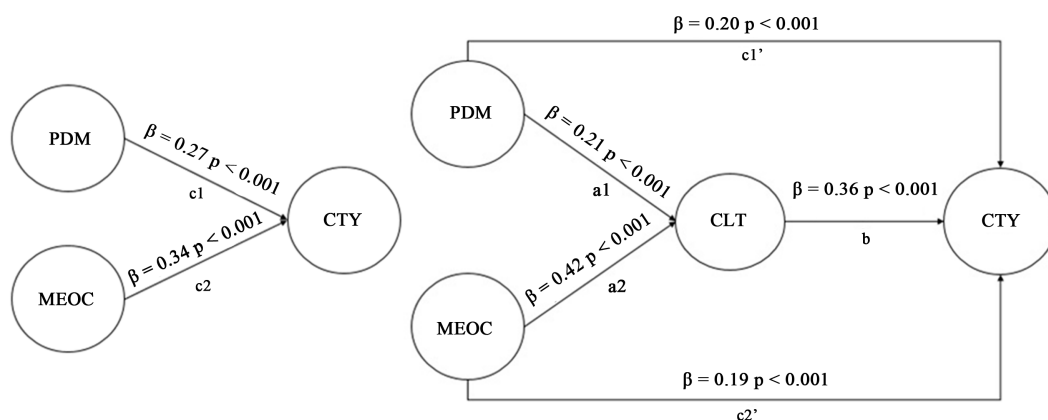 PDM
β = 0.27 p < 0.001
c1
CTY
β = 0.34 p < 0.001
c2
MEOC
β = 0.20 p < 0.001
c1’
PDM
β = 0.21 p < 0.001
a1
CLT
β = 0.36 p < 0.001
b
CTY
β = 0.42 p < 0.001
a2
MEOC
β = 0.19 p < 0.001
c2’